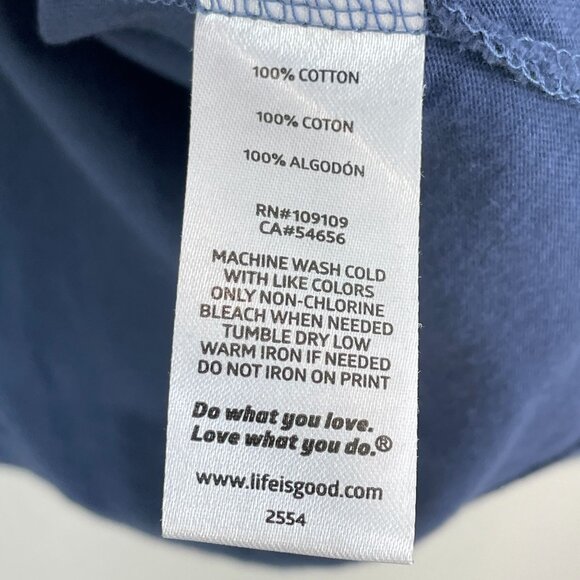 100% COTTON
100% COTON
100% ALGODÓN
RN#109109
CA#54656
MACHINE WASH COLD
WITH LIKE COLORS
ONLY NON-CHLORINE
BLEACH WHEN NEEDED
TUMBLE DRY LOW
WARM IRON IF NEEDED
DO NOT IRON ON PRINT
Do what you love.
Love what you do.®
www.lifeisgood.com
2554